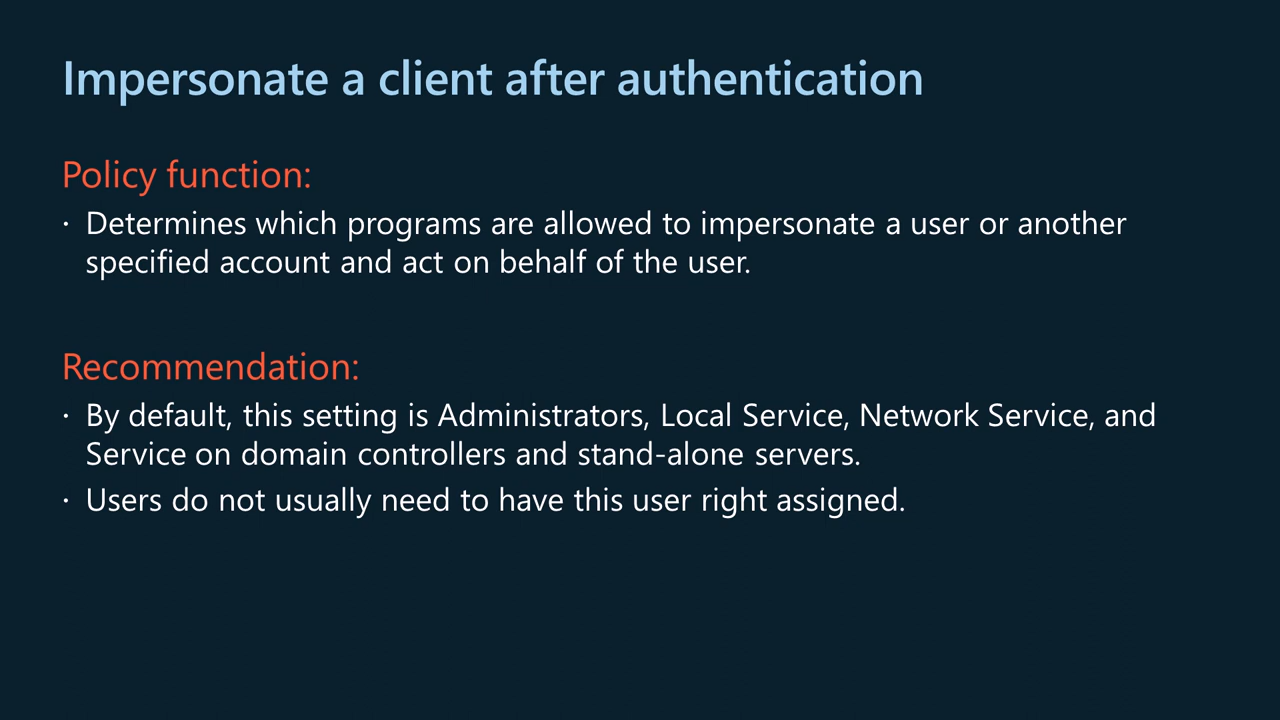 Impersonate a client after authentication
Policy function:
· Determines which programs are allowed to impersonate a user or another
specified account and act on behalf of the user.
Recommendation:
· By default, this setting is Administrators, Local Service, Network Service, and
Service on domain controllers and stand-alone servers.
· Users do not usually need to have this user right assigned.